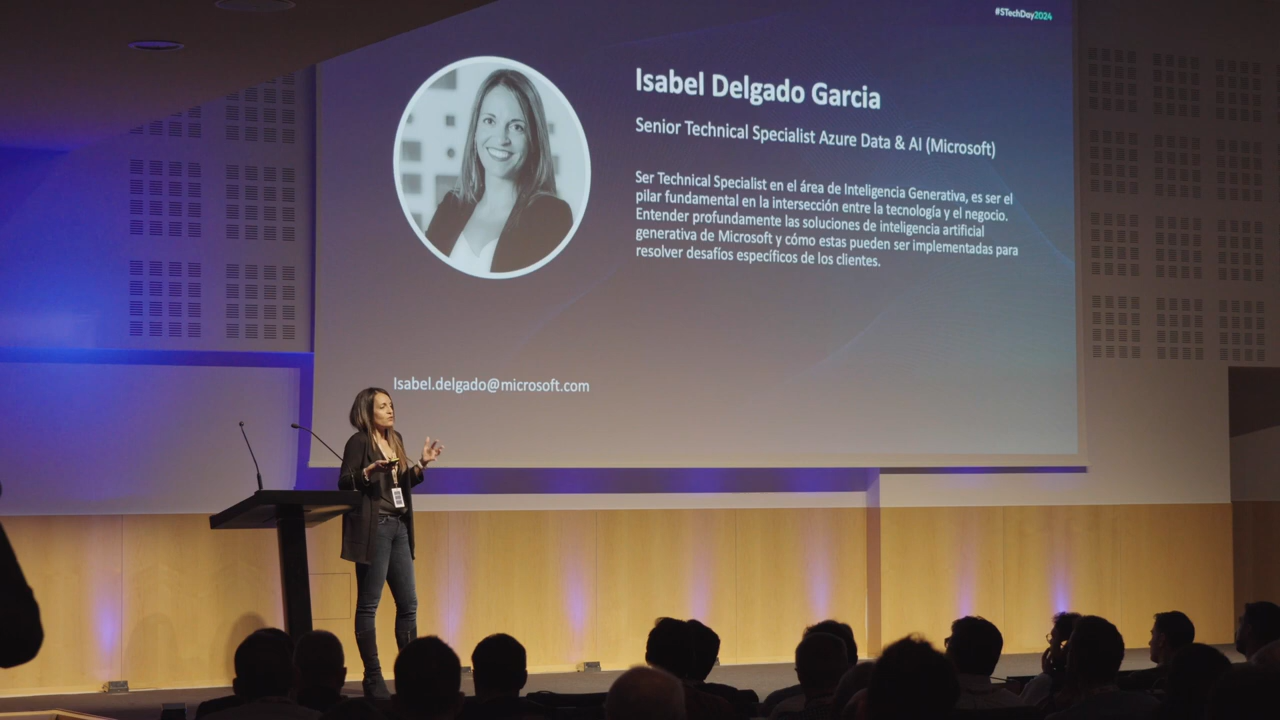 #STechDay2024
Isabel Delgado Garcia
Senior Technical Specialist Azure Data & AI (Microsoft)
Ser Technical Specialist en el área de Inteligencia Generativa, es ser el
pilar fundamental en la intersección entre la tecnología y el negocio.
Entender profundamente las soluciones de inteligencia artificial
generativa de Microsoft y cómo estas pueden ser implementadas para
resolver desafíos específicos de los clientes.
Isabel.delgado@microsoft.com